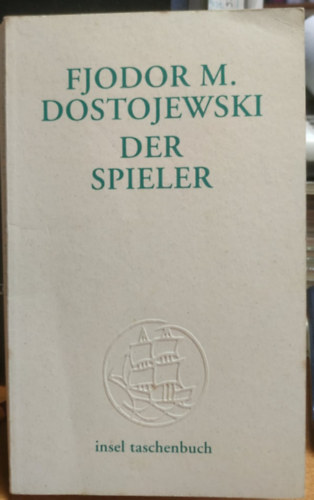 FJODOR M.
DOSTOJEWSKI
DER
SPIELER
insel taschenbuch